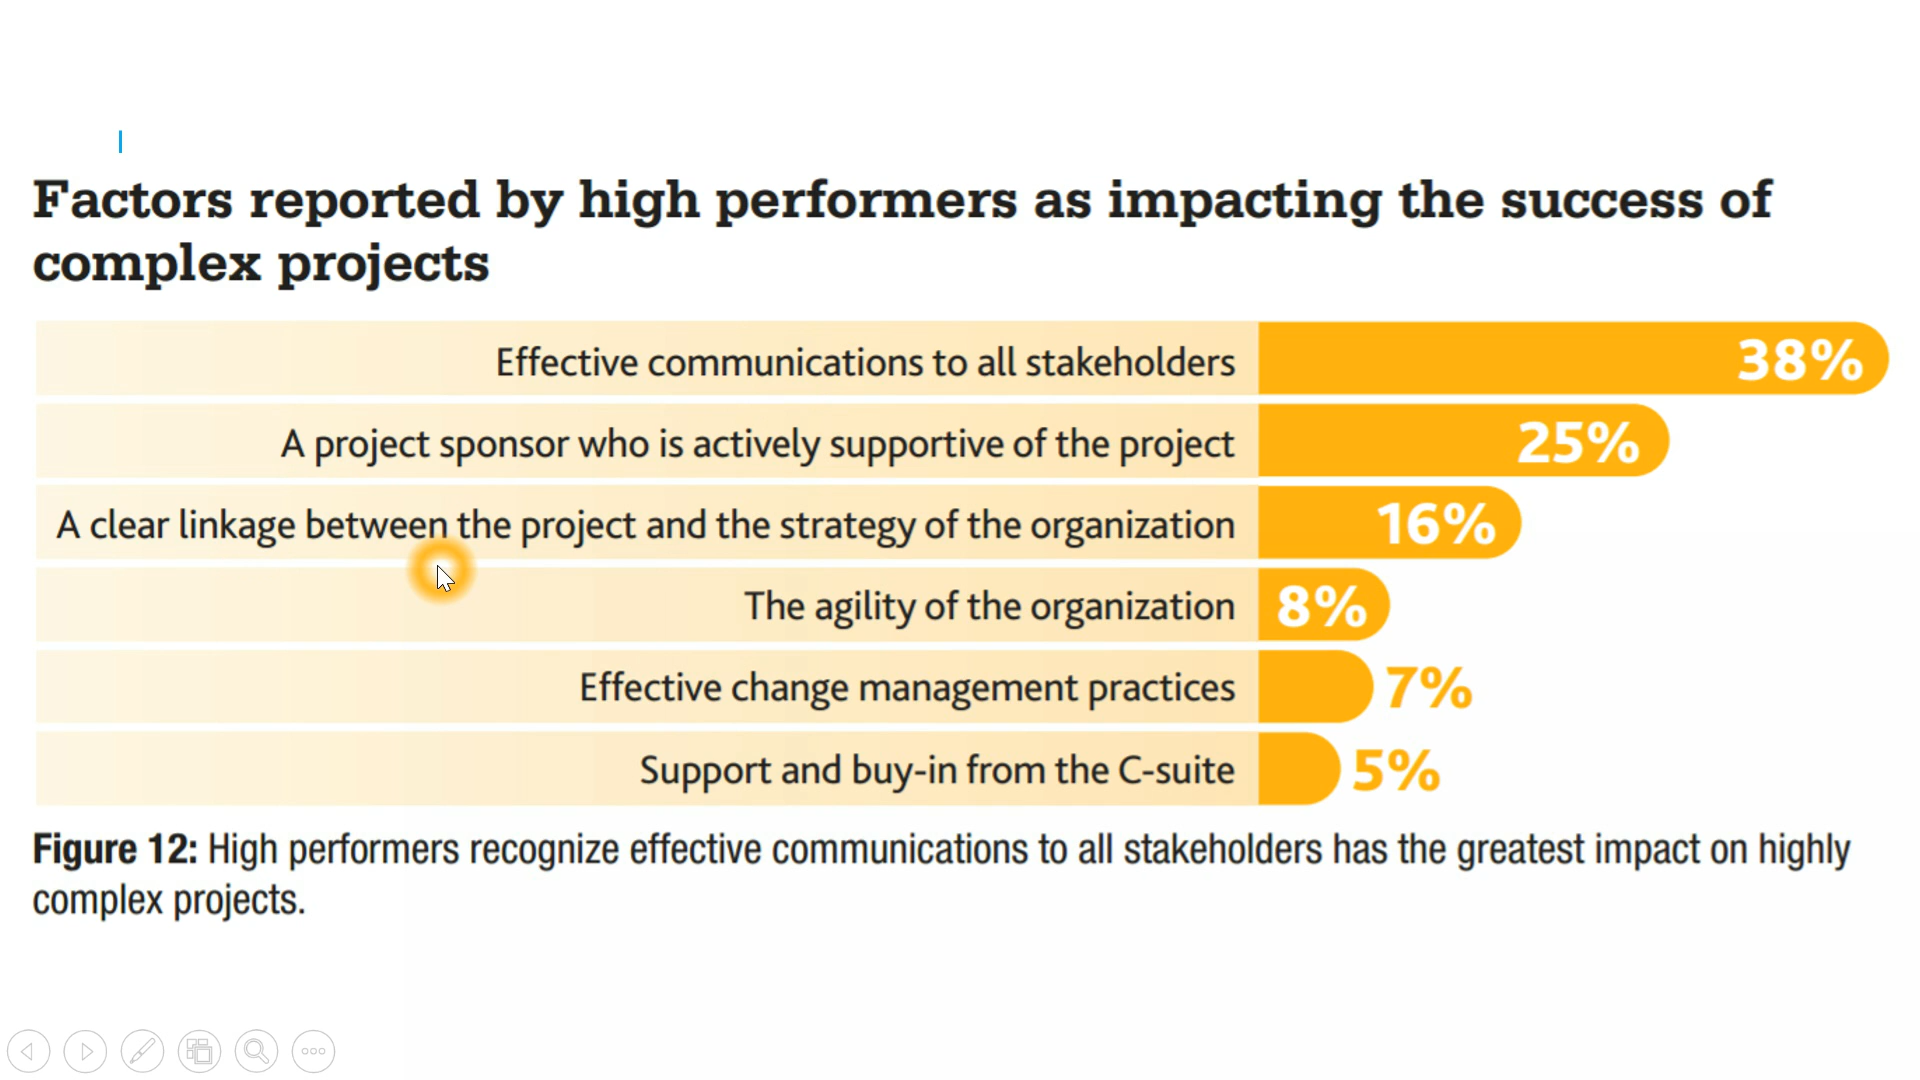 Factors reported by high performers as impacting the success of
complex projects
Effective communications to all stakeholders 38%
A project sponsor who is actively supportive of the project 25%
A clear linkage between the project and the strategy of the organization 16%
The agility of the organization 8%
Effective change management practices 7%
Support and buy-in from the C-suite 5%
Figure 12: High performers recognize effective communications to all stakeholders has the greatest impact on highly
complex projects.